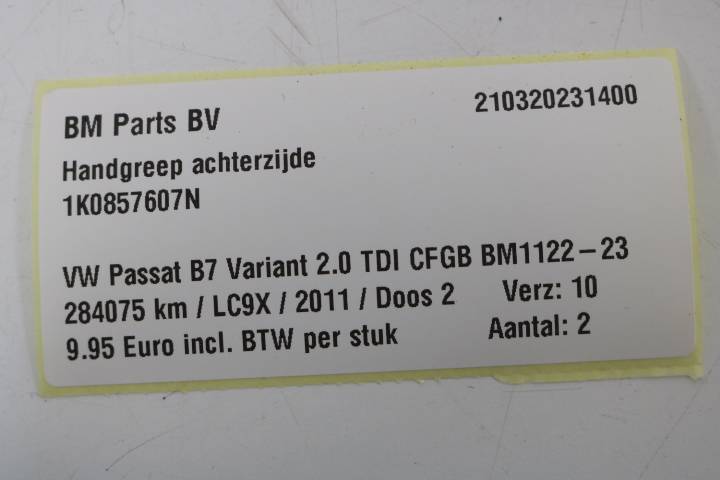 BM Parts BV 210320231400
Handgreep achterzijde
1K0857607N
VW Passat B7 Variant 2.0 TDI CFGB BM1122-23
284075 km / LC9X / 2011 / Doos 2 Verz: 10
9.95 Euro incl. BTW per stuk Aantal: 2